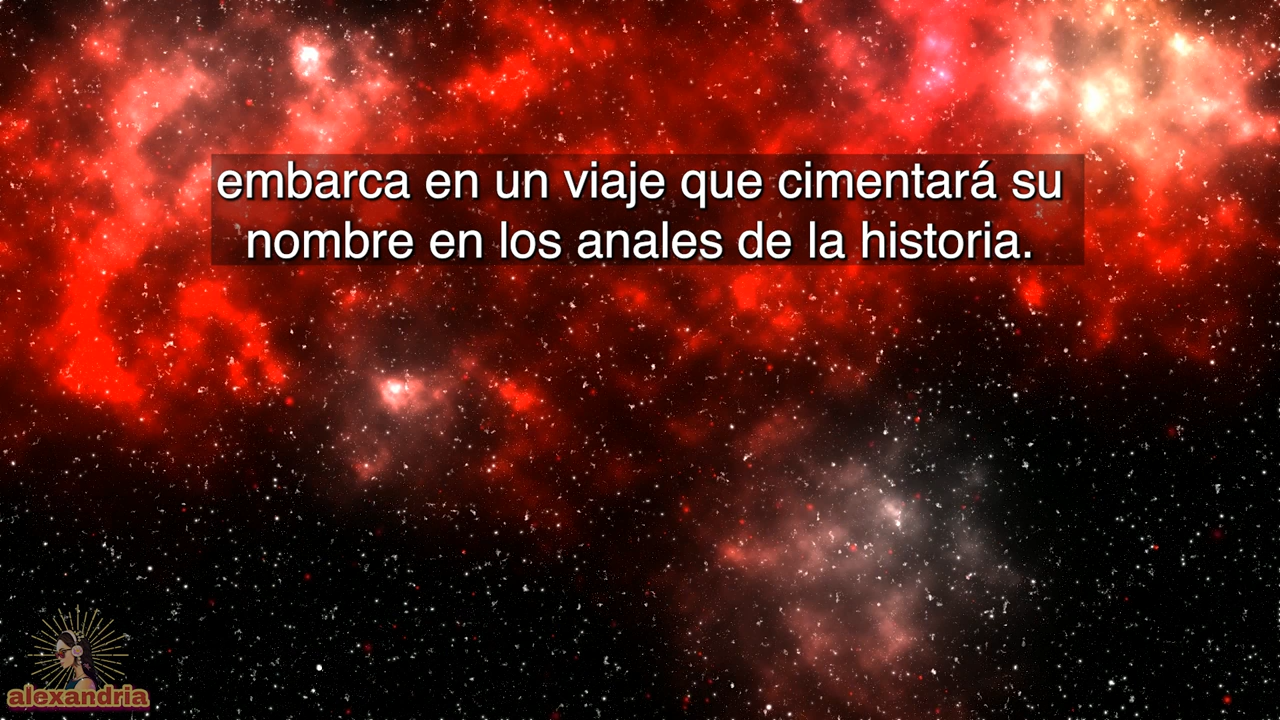 embarca en un viaje que cimentará su
nombre en los anales de la historia.
alexandria